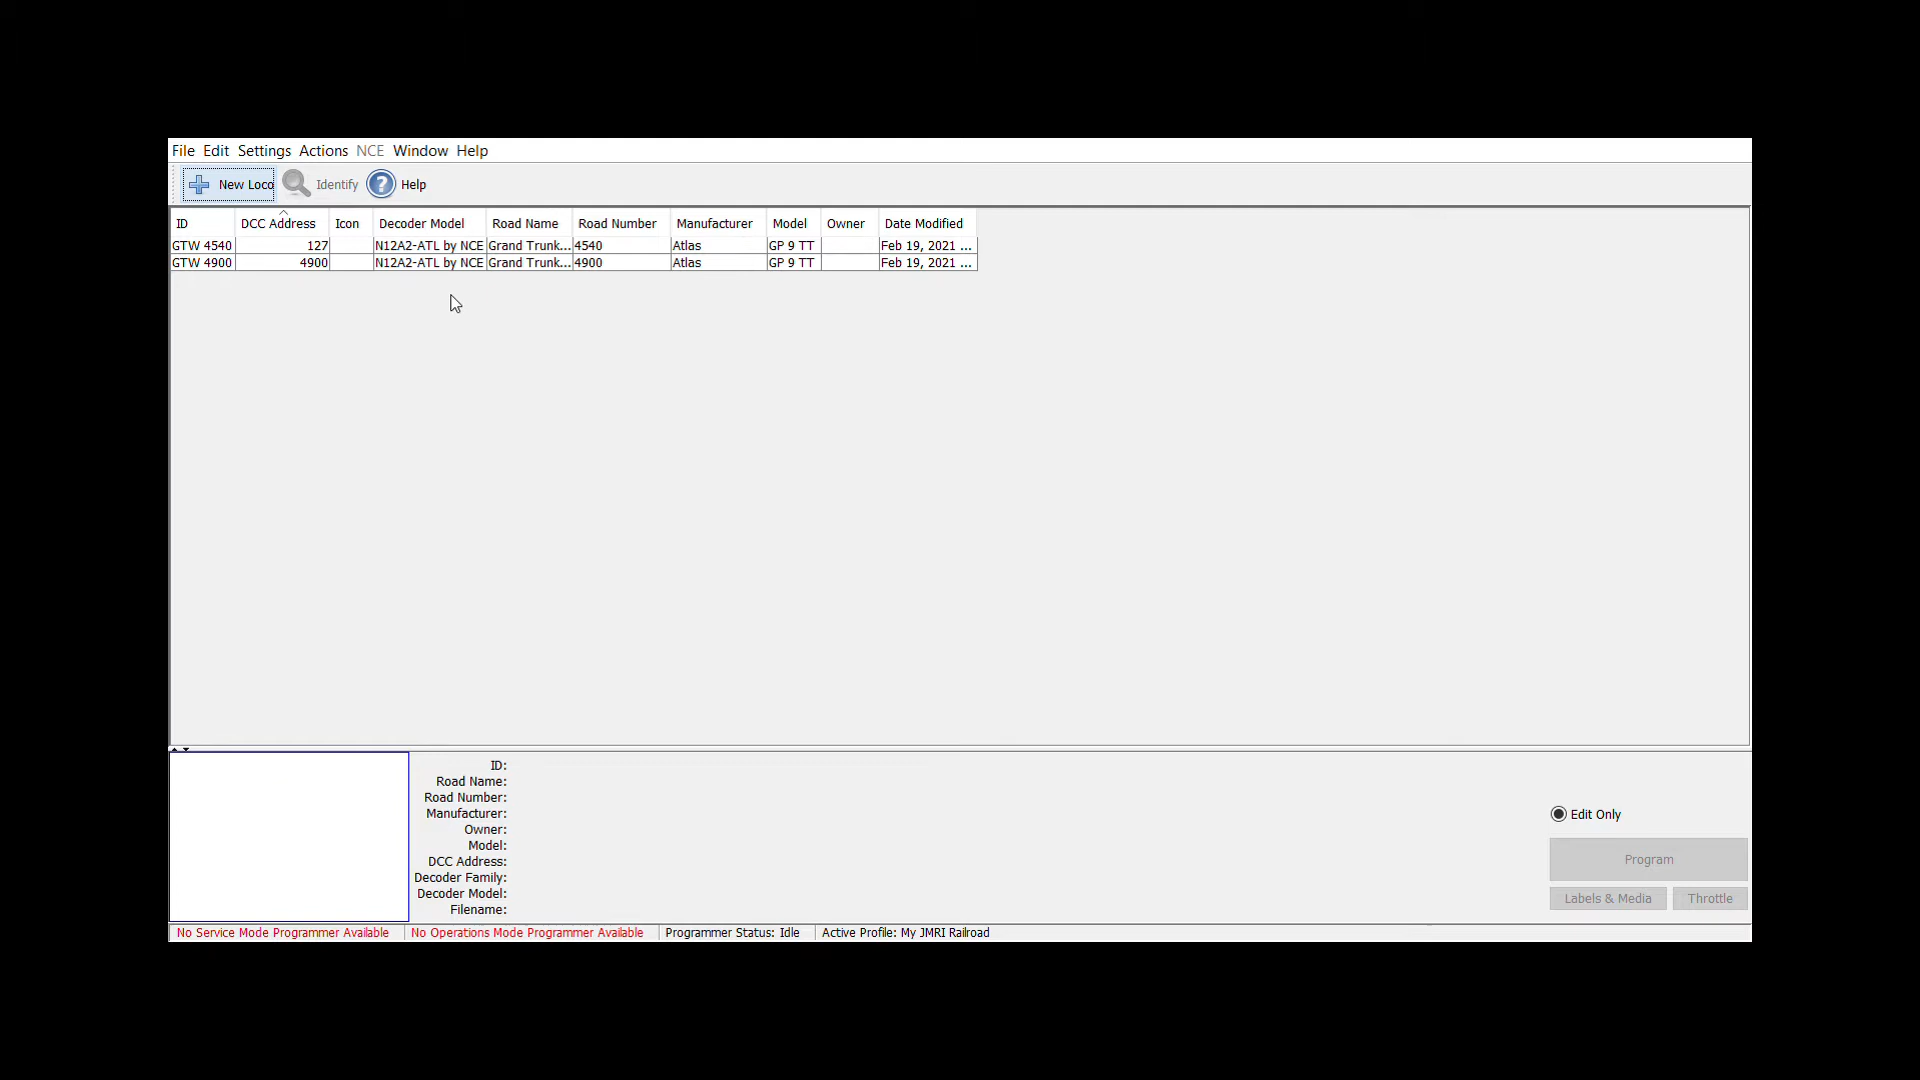 File Edit Settings Actions NCE Window Help
New Loco Identify ? Help
ID DCC Address Icon Decoder Model Road Name Road Number Manufacturer Model Owner Date Modified
GTW 4540 127 N12A2-ATL by NCE Grand Trunk... 4540 Atlas GP 9 TT Feb 19, 2021 ...
GTW 4900 4900 N12A2-ATL by NCE Grand Trunk... 4900 Atlas GP 9 TT Feb 19, 2021 ...
ID:
Road Name:
Road Number:
Manufacturer:
Owner:
Model:
DCC Address:
Decoder Family:
Decoder Model:
Filename:
Edit Only
Program
Labels & Media Throttle
No Service Mode Programmer Available No Operations Mode Programmer Available Programmer Status: Idle Active Profile: My JMRI Railroad